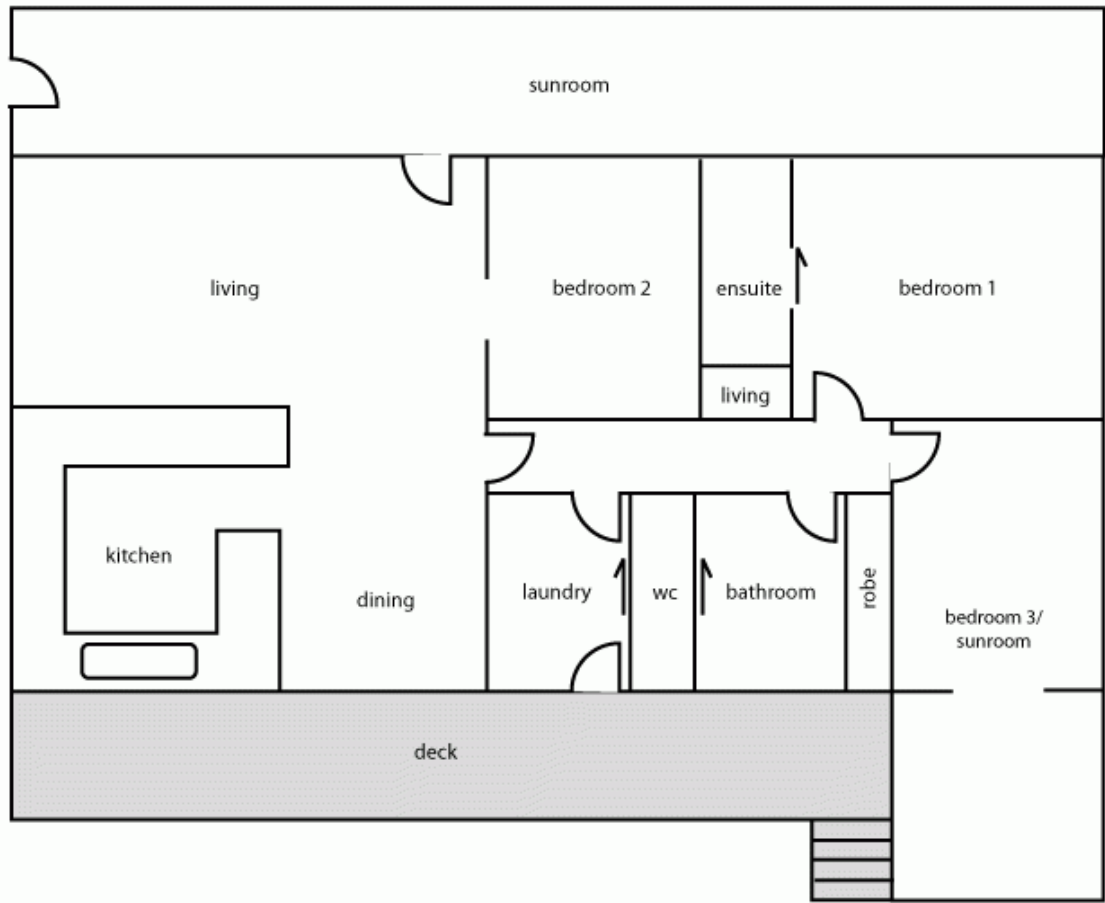 sunroom
living
bedroom 2
ensuite
bedroom 1
living
kitchen
dining
laundry
wc
bathroom
robe
bedroom 3/
sunroom
deck